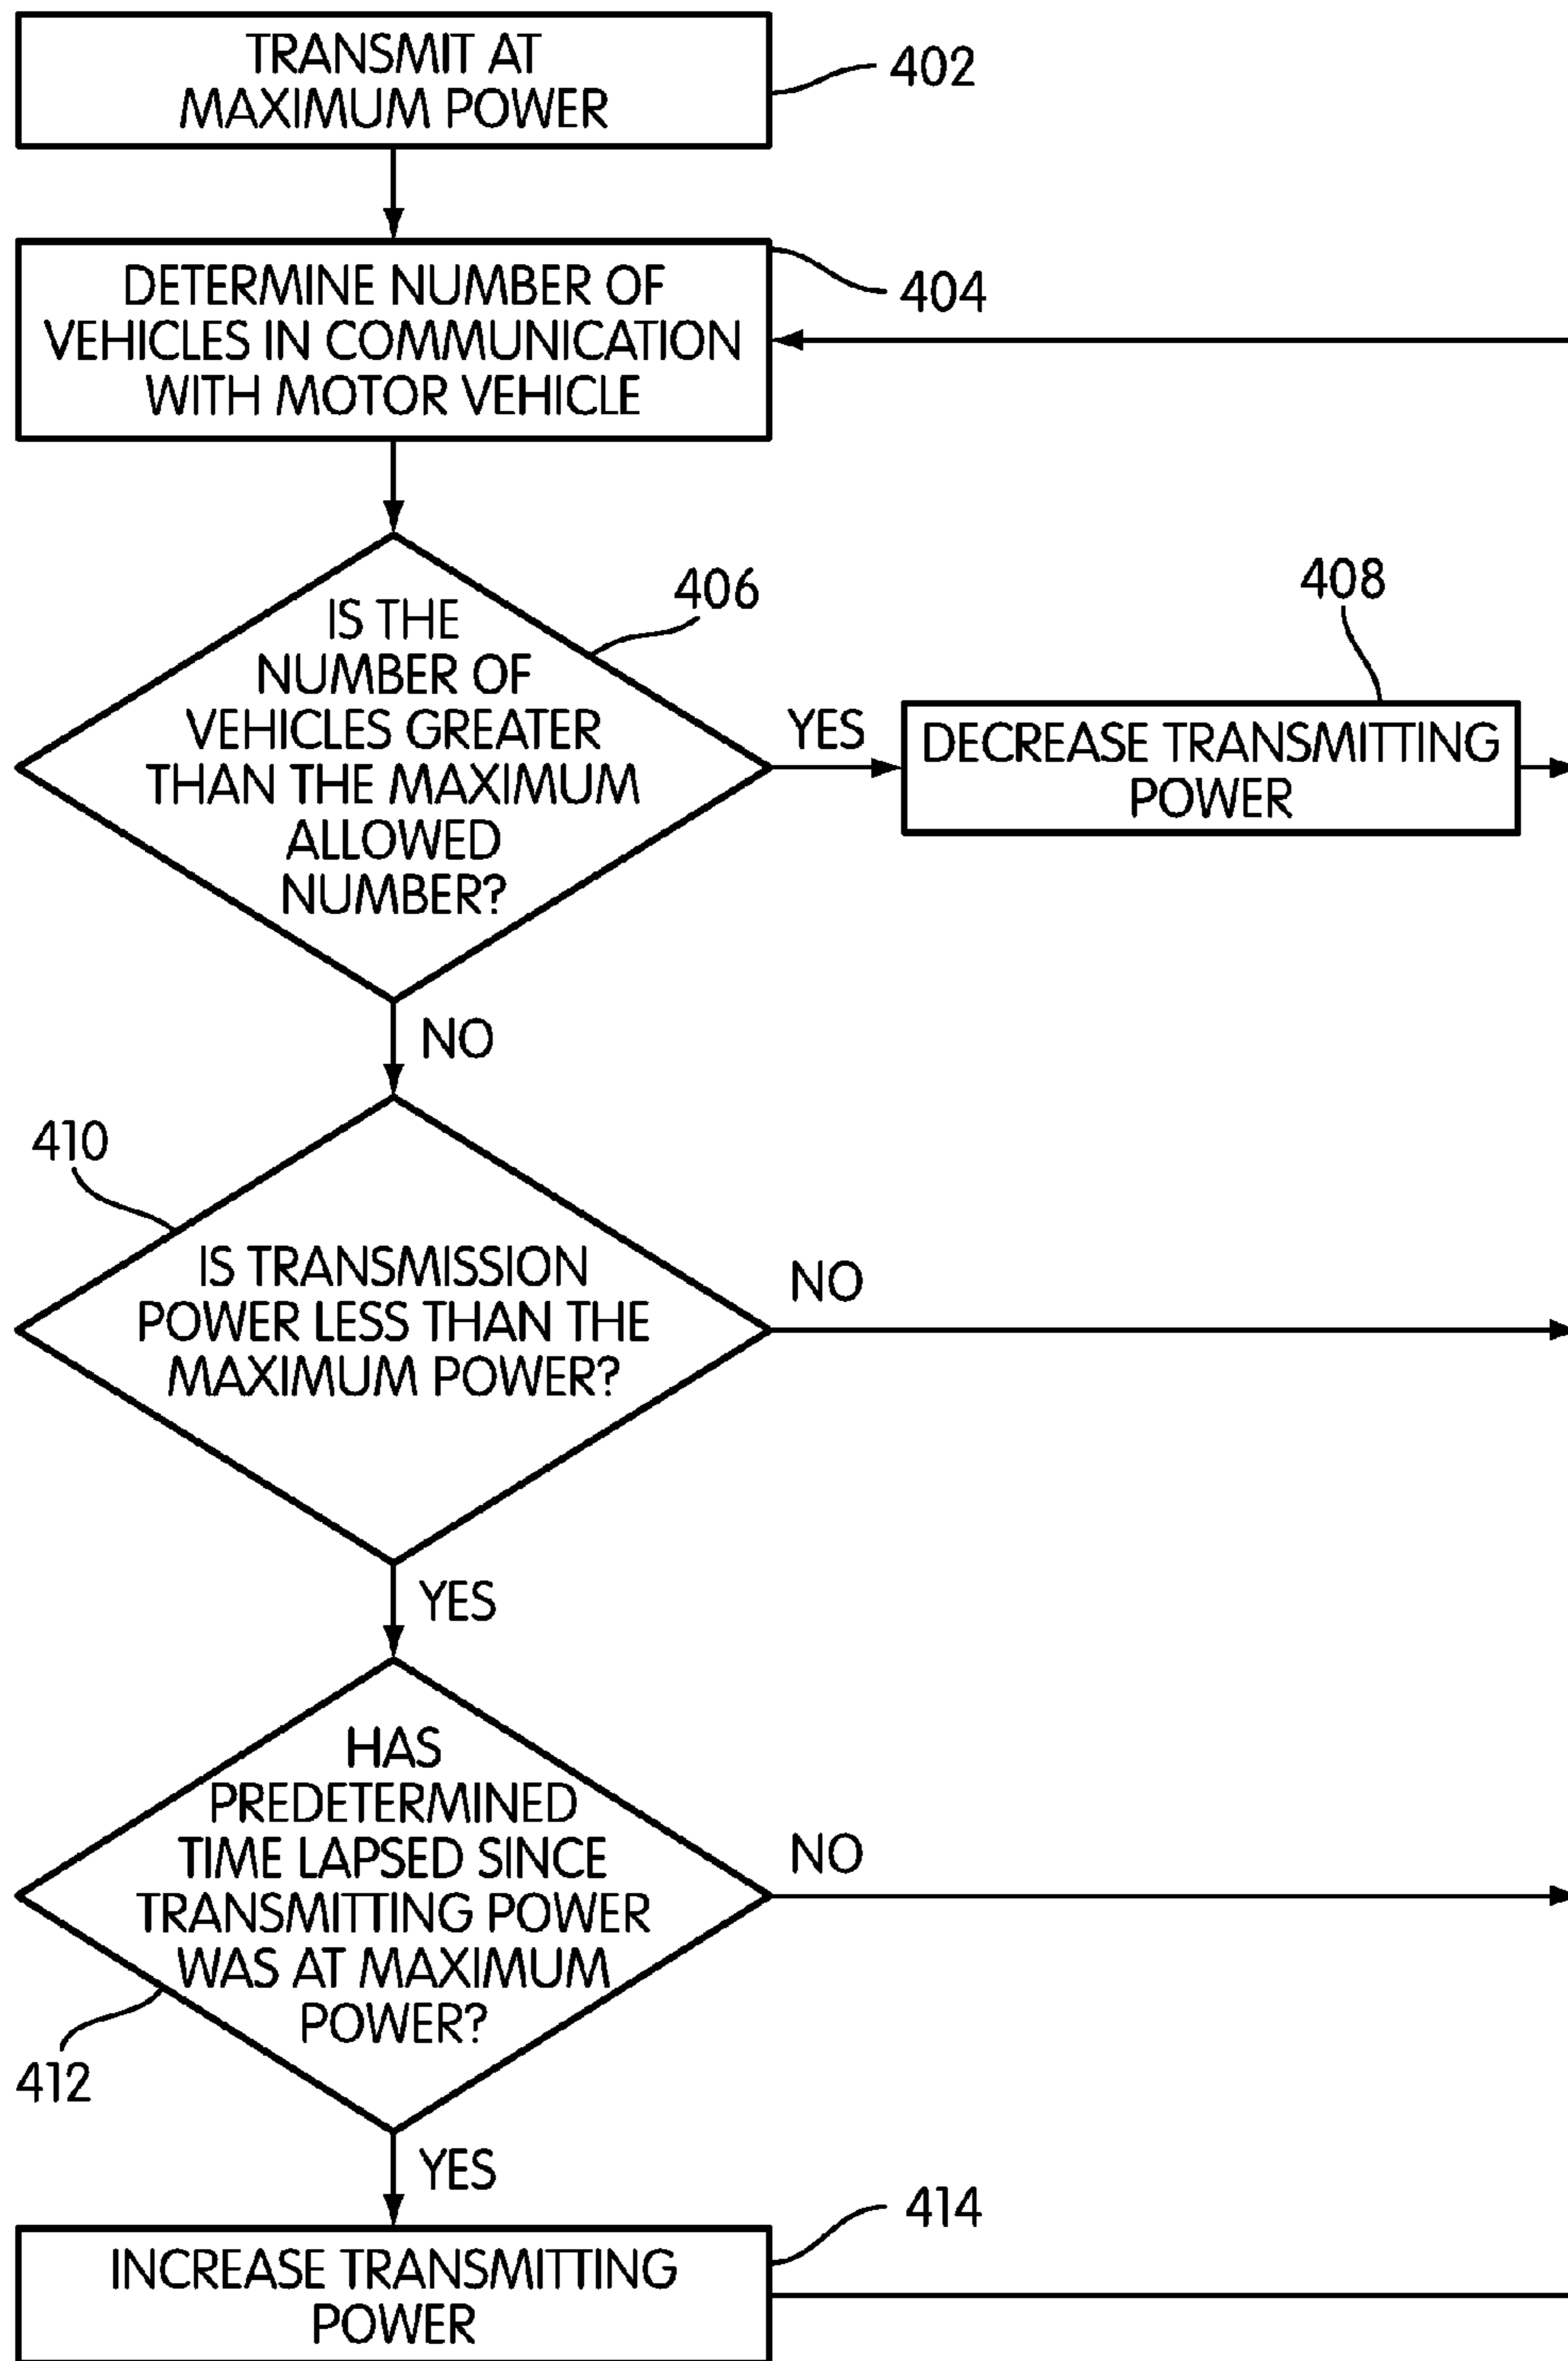 TRANSMIT AT
MAXIMUM POWER
402
DETERMINE NUMBER OF
VEHICLES IN COMMUNICATION
WITH MOTOR VEHICLE
404
IS THE
NUMBER OF
VEHICLES GREATER
THAN THE MAXIMUM
ALLOWED
NUMBER?
406
YES
408
DECREASE TRANSMITTING
POWER
NO
410
IS TRANSMISSION
POWER LESS THAN THE
MAXIMUM POWER?
NO
YES
HAS
PREDETERMINED
TIME LAPSED SINCE
TRANSMITTING POWER
WAS AT MAXIMUM
POWER?
NO
412
YES
414
INCREASE TRANSMITTING
POWER